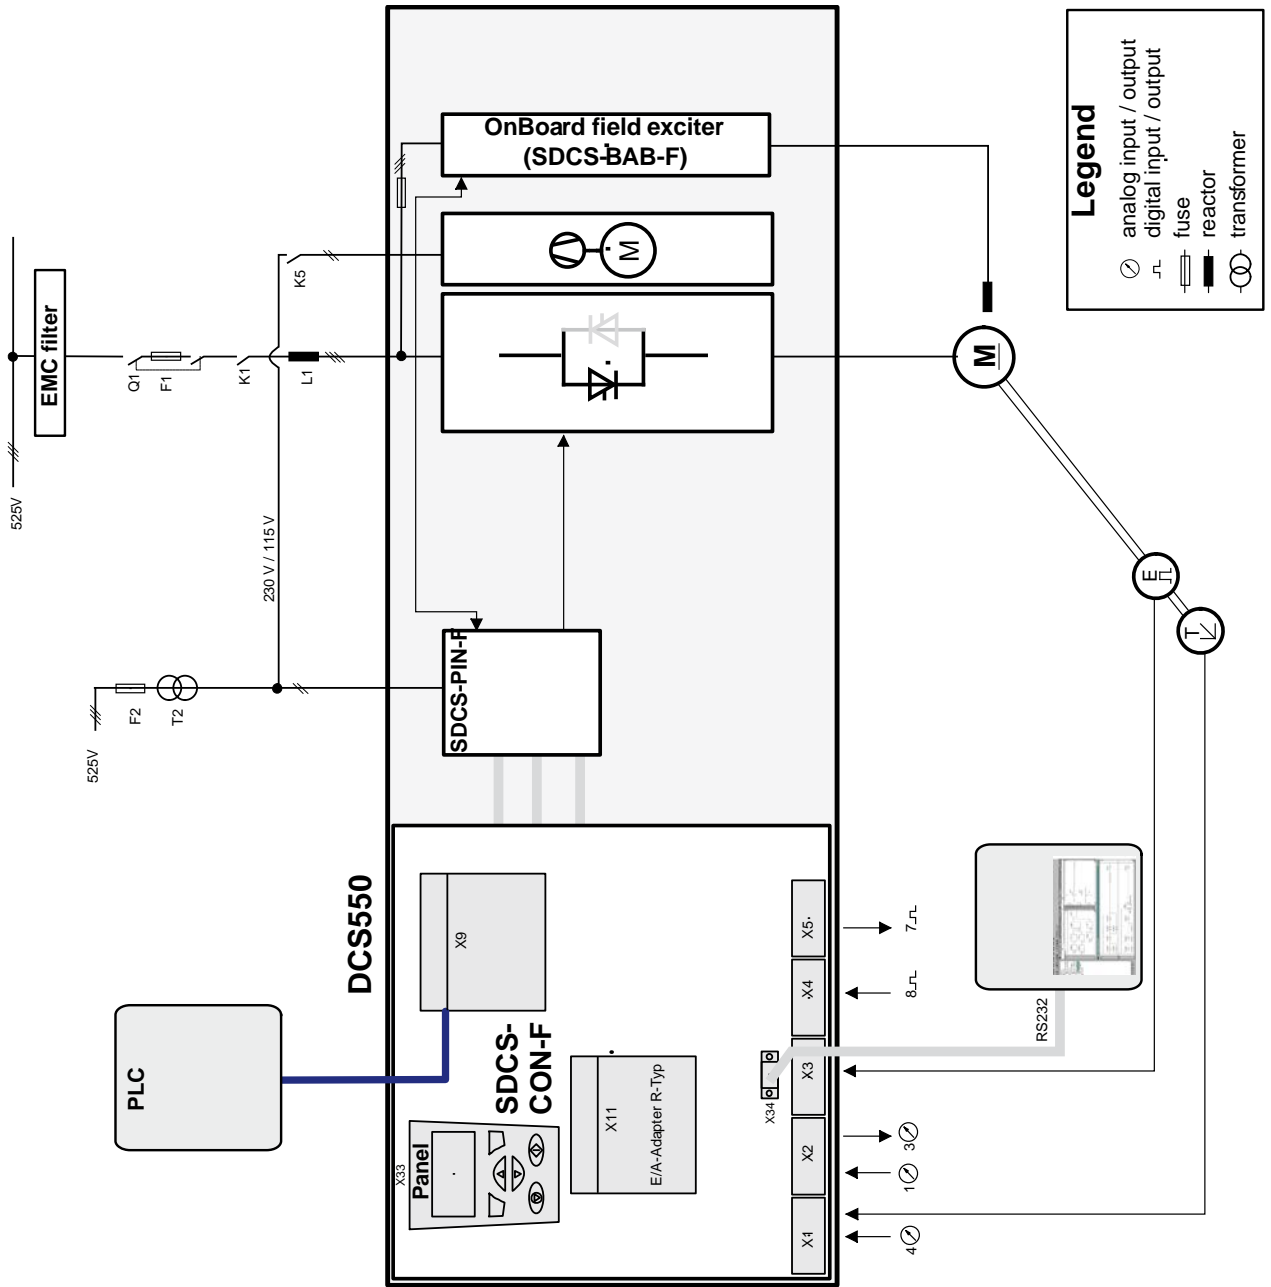 525V
EMC filter
Q1
F1
K1
L1
K5
230 V / 115 V
525V
F2
T2
OnBoard field exciter
(SDCS-BAB-F)
M
M
SDCS-PIN-F
E
T
DCS550
PLC
X9
SDCS-
CON-F
X33
Panel
X11
E/A-Adapter R-Typ
X34
X1
X2
X3
X4
X5
4
1
3
8
7
RS232
Legend
analog input / output
digital input / output
fuse
reactor
transformer